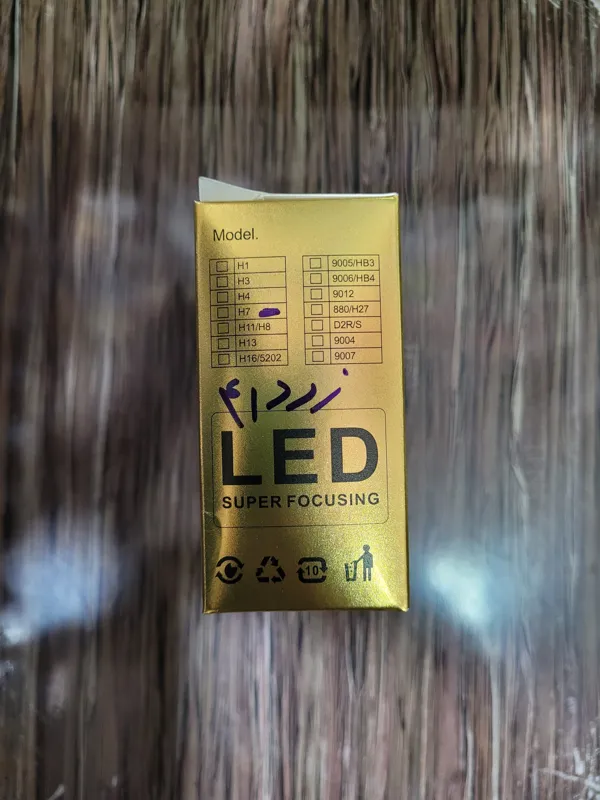 Model.
H1 9005/HB3
H3 9006/HB4
H4 9012
H7 880/H27
H11/H8 D2R/S
H13 9004
H16/5202 9007
LED
SUPER FOCUSING
10